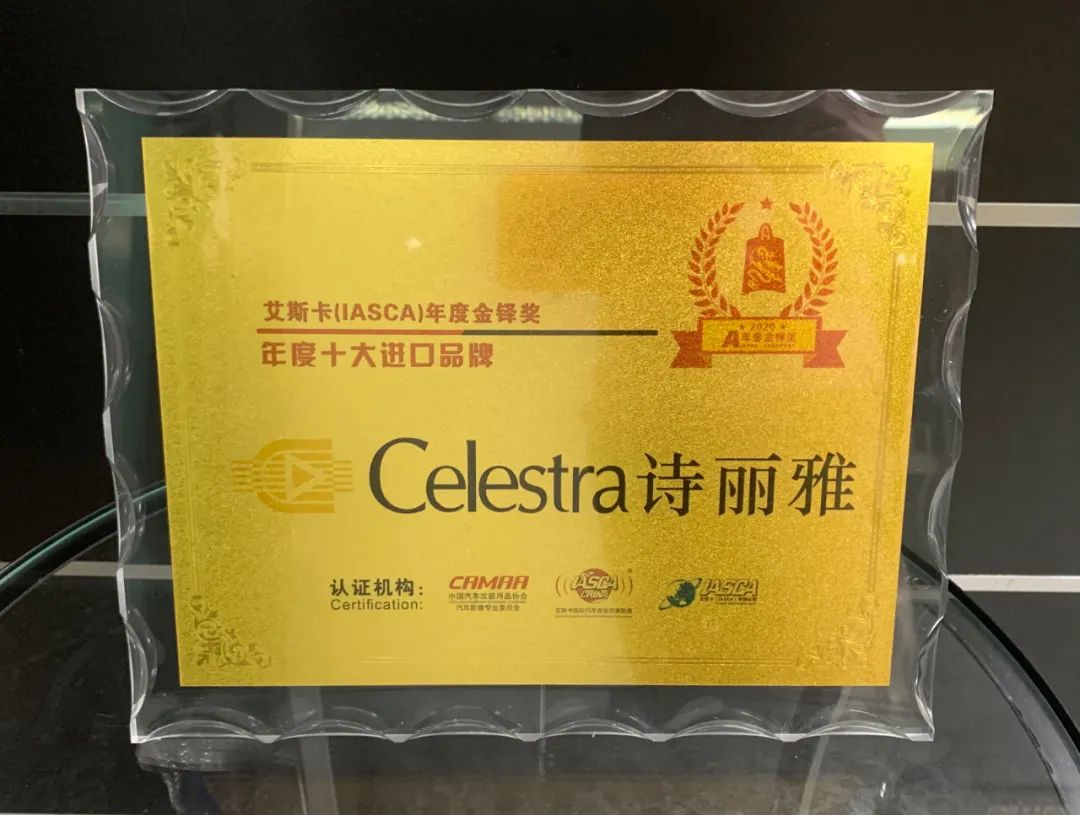 艾斯卡(IASCA)年度金铎奖
年度十大进口品牌
2020
年度金铎奖
Celestra诗丽雅
认证机构：
Certification:
CAMAA
中国汽车改装用品协会
汽车影音专业委员会
IASCA
CHINA
IASCA